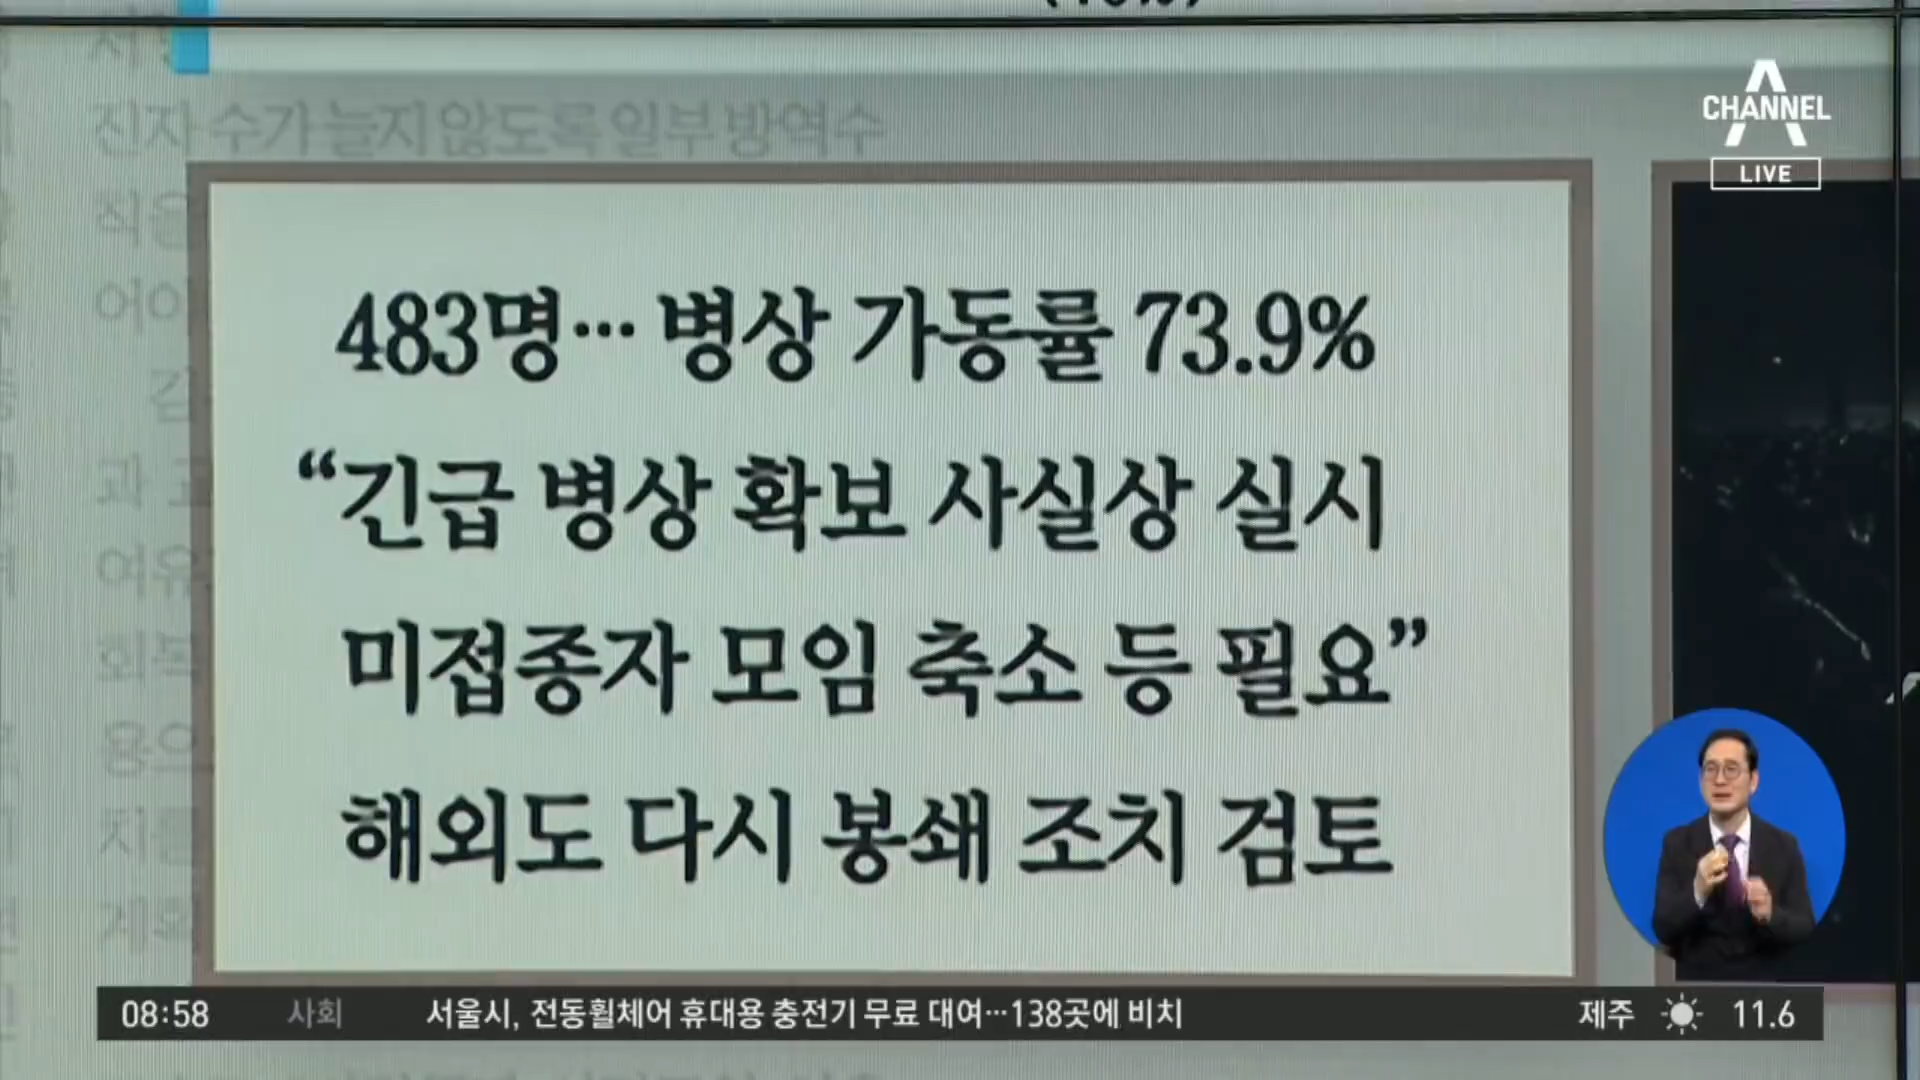 진자 수가 늘지 않도록 일부 방역수
CHANNEL A
LIVE
483명… 병상 가동률 73.9%
“긴급 병상 확보 사실상 실시
미접종자 모임 축소 등 필요”
해외도 다시 봉쇄 조치 검토
08:58 사회 서울시, 전동휠체어 휴대용 충전기 무료 대여…138곳에 비치 제주 11.6